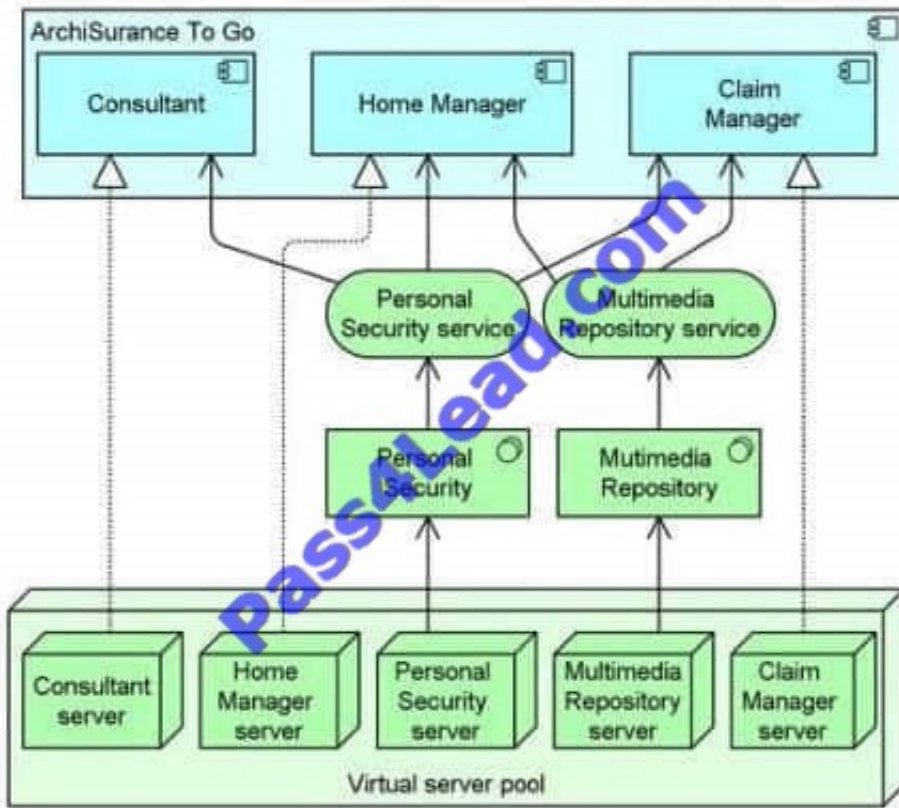 ArchiSurance To Go
Consultant
Home Manager
Claim
Manager
Personal
Security service
Multimedia
Repository service
Personal
Security
Mutimedia
Repository
Consultant
server
Home
Manager
server
Personal
Security
server
Multimedia
Repository
server
Claim
Manager
server
Virtual server pool
Pass4Lead.com